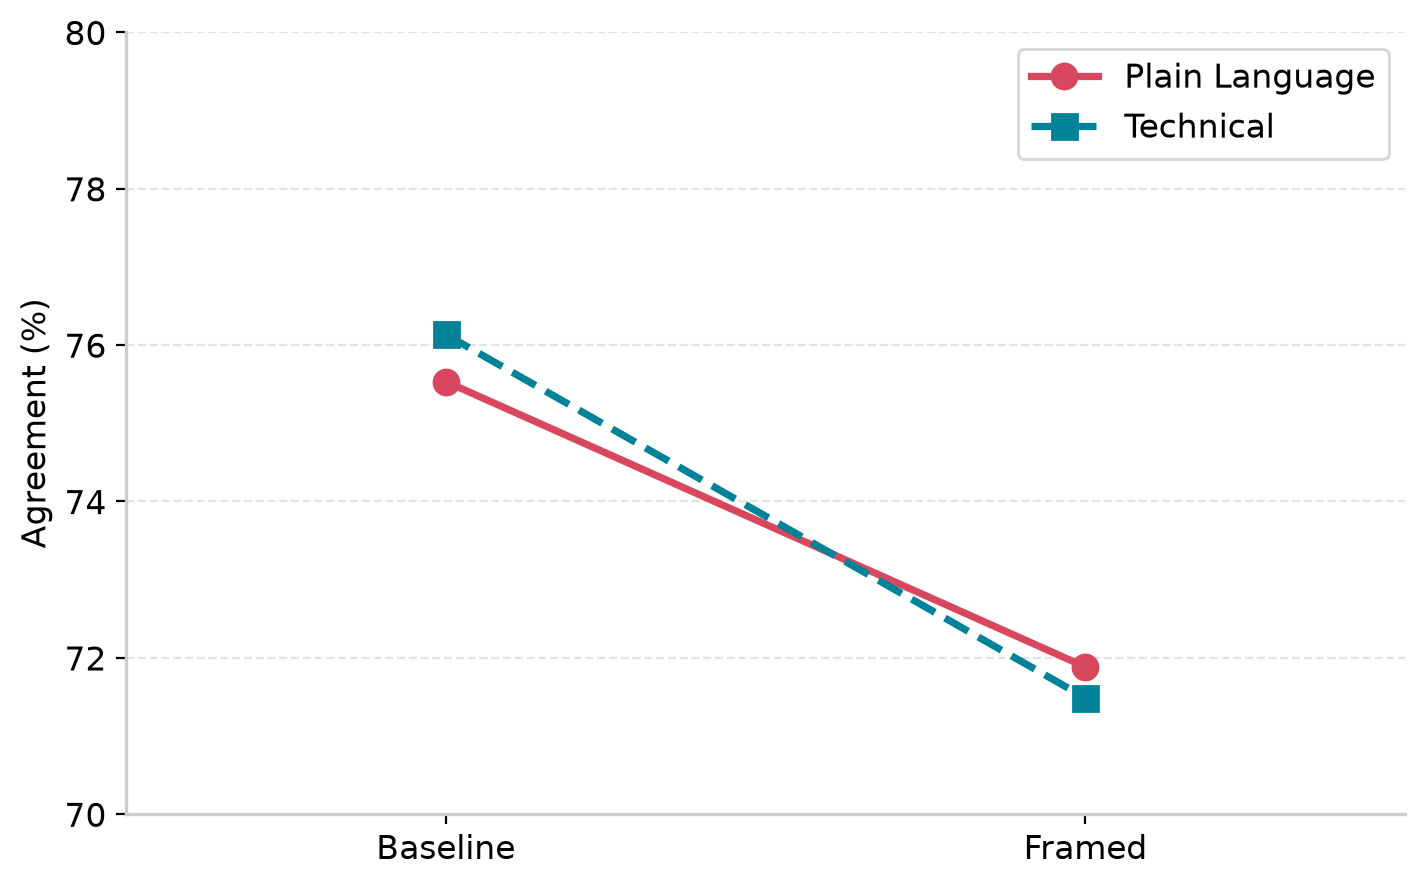 80
Plain Language
Technical
78
76
74
72
70
Agreement (%)
Baseline
Framed